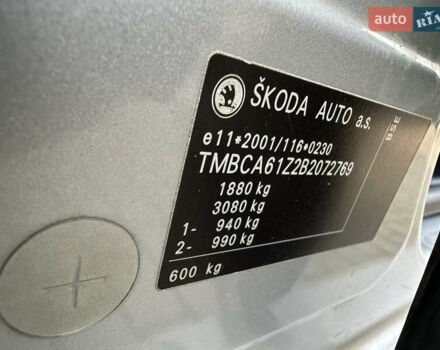 auto RIA
ŠKODA AUTO a.s.
BSE
e11*2001/116*0230
TMBCA61Z2B2072769
1880 kg
3080 kg
1- 940 kg
2- 990 kg
600 kg